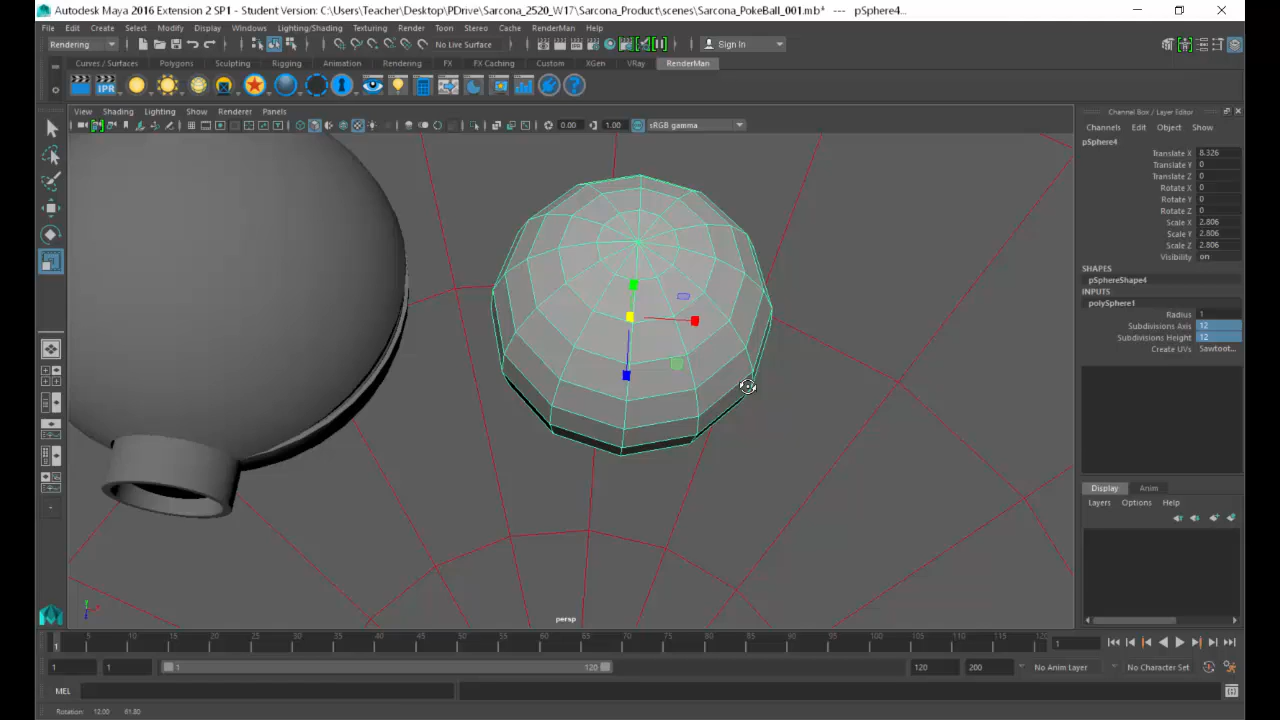 Autodesk Maya 2016 Extension 2 SP1 - Student Version: C:\Users\Teacher\Desktop\PDrive\Sarcona_2520_W17\Sarcona_Product\scenes\Sarcona_PokeBall_001.mb* --- pSphere4...
File Edit Create Select Modify Display Windows Lighting/Shading Texturing Render Toon Stereo Cache RenderMan Help
Rendering No Live Surface Sign In
Curves / Surfaces Polygons Sculpting Rigging Animation Rendering FX FX Caching Custom XGen VRay RenderMan
IPR
View Shading Lighting Show Renderer Panels
0.00 1.00 sRGB gamma
Channel Box / Layer Editor
Channels Edit Object Show
pSphere4
Translate X 8.326
Translate Y 0
Translate Z 0
Rotate X 0
Rotate Y 0
Rotate Z 0
Scale X 2.806
Scale Y 2.806
Scale Z 2.806
Visibility on
SHAPES
pSphereShape4
INPUTS
polySphere1
Radius 1
Subdivisions Axis 12
Subdivisions Height 12
Create UVs Sawtoot...
Display Anim
Layers Options Help
persp
1 5 10 15 20 25 30 35 40 45 50 55 60 65 70 75 80 85 90 95 100 105 110 115 120 1
1 1 1 120 120 200 No Anim Layer No Character Set
MEL
Rotation: 12.00 61.80